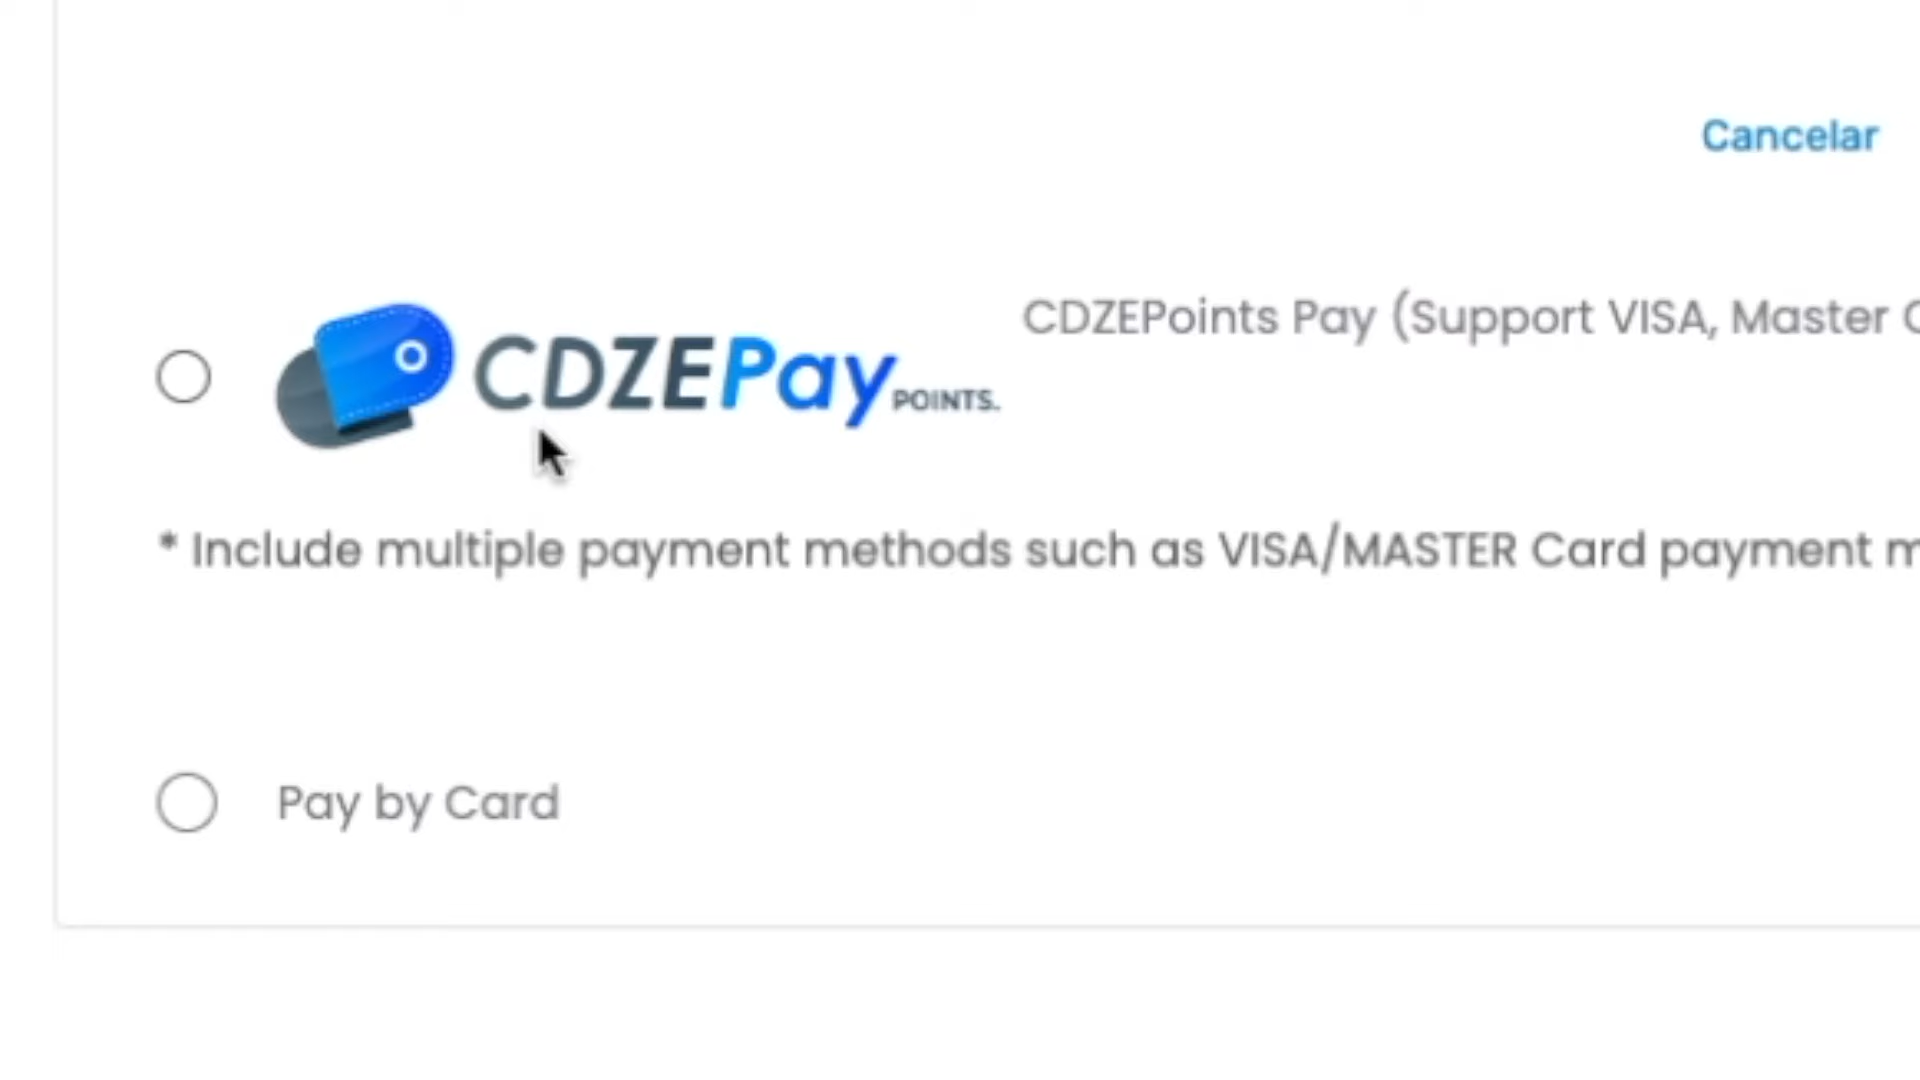 Cancelar
CDZEPay POINTS.
CDZEPoints Pay (Support VISA, Master
* Include multiple payment methods such as VISA/MASTER Card payment
Pay by Card